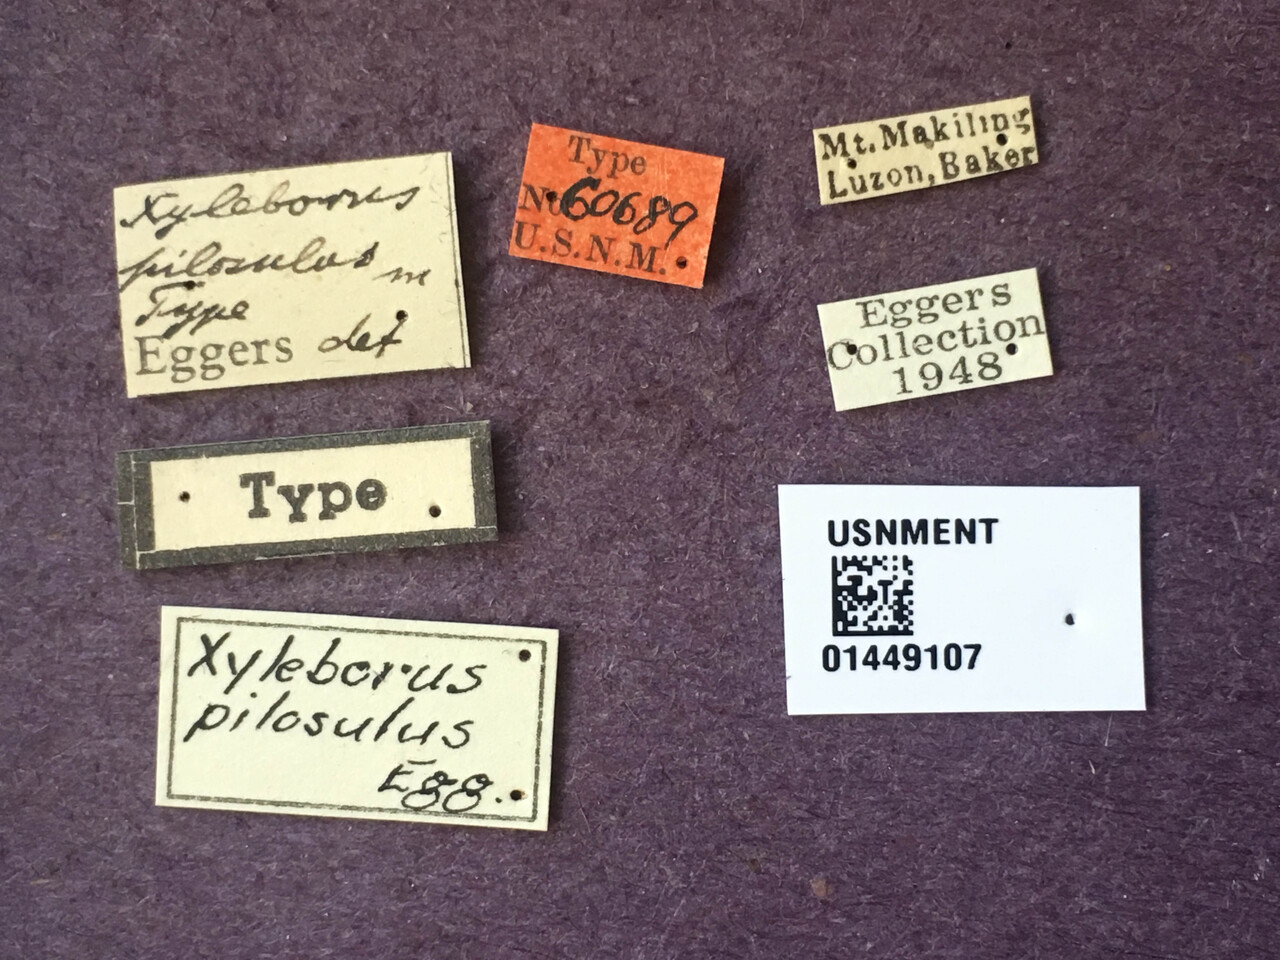 Xyleborus
pilosulus m
Type
Eggers det
Type
No 60689
U.S.N.M.
Mt. Makiling
Luzon, Baker
Eggers
Collection
1948
Type
Xyleborus
pilosulus
Egg.
USNMENT
01449107